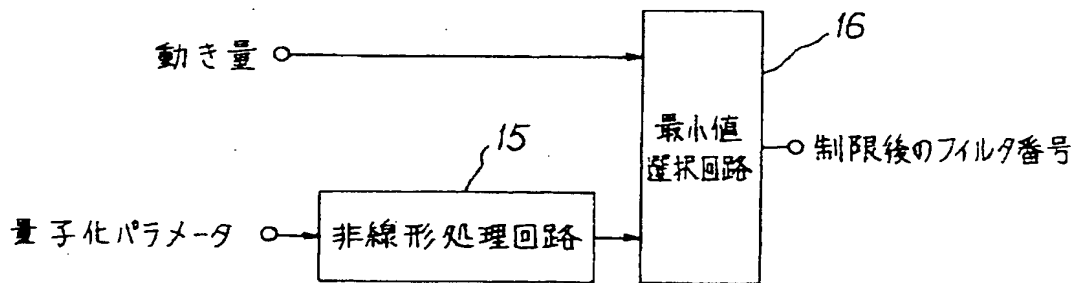 動き量
16
最小値
選択回路
制限後のフィルタ番号
15
量子化パラメータ
非線形処理回路